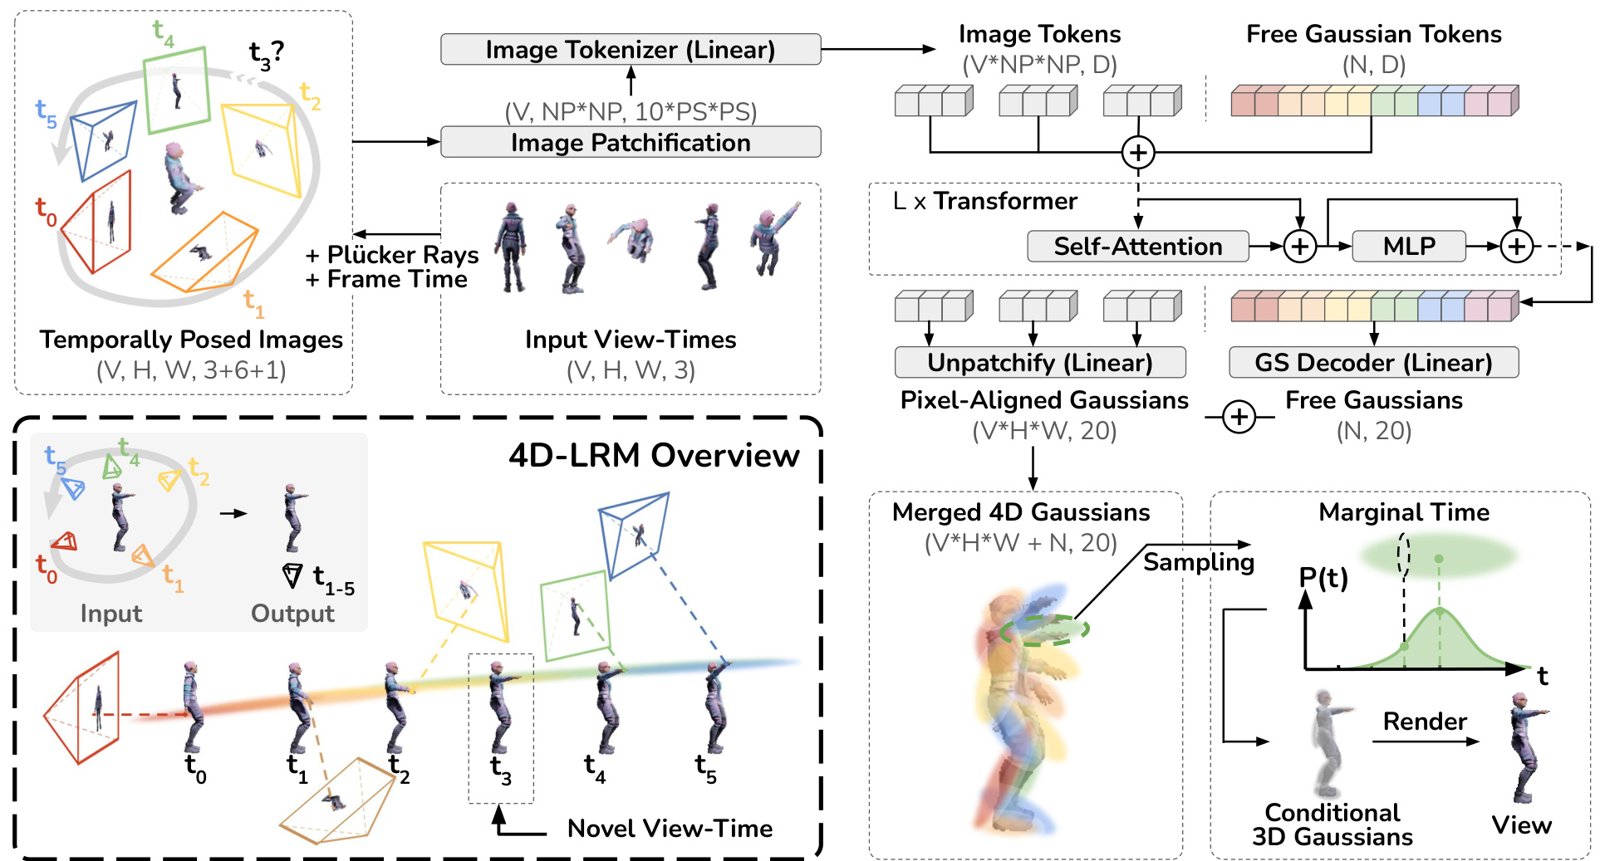 t4
t3?
t5
t2
t0
t1
Temporally Posed Images
(V, H, W, 3+6+1)
Image Tokenizer (Linear)
(V, NP*NP, 10*PS*PS)
Image Patchification
+ Plücker Rays
+ Frame Time
Input View-Times
(V, H, W, 3)
Image Tokens
(V*NP*NP, D)
Free Gaussian Tokens
(N, D)
+
L x Transformer
Self-Attention
+
MLP
+
Unpatchify (Linear)
GS Decoder (Linear)
Pixel-Aligned Gaussians
(V*H*W, 20)
+
Free Gaussians
(N, 20)
4D-LRM Overview
t5
t4
t2
t0
t1
t1-5
Input
Output
t0
t1
t2
t3
t4
t5
Novel View-Time
Merged 4D Gaussians
(V*H*W + N, 20)
Sampling
Marginal Time
P(t)
t
Render
Conditional
3D Gaussians
View